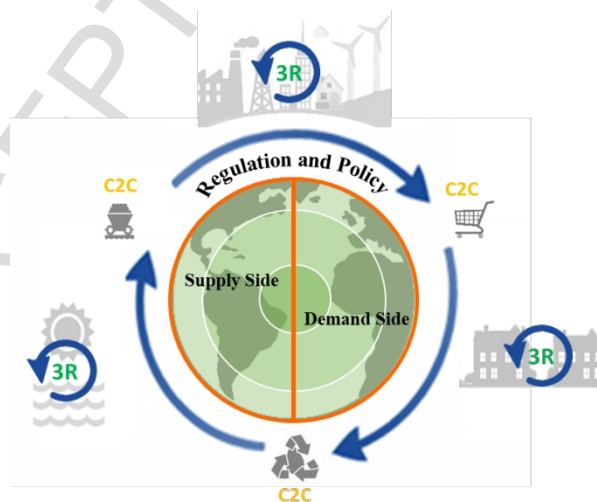 3R
Regulation and Policy
C2C
C2C
Supply Side
Demand Side
3R
3R
C2C